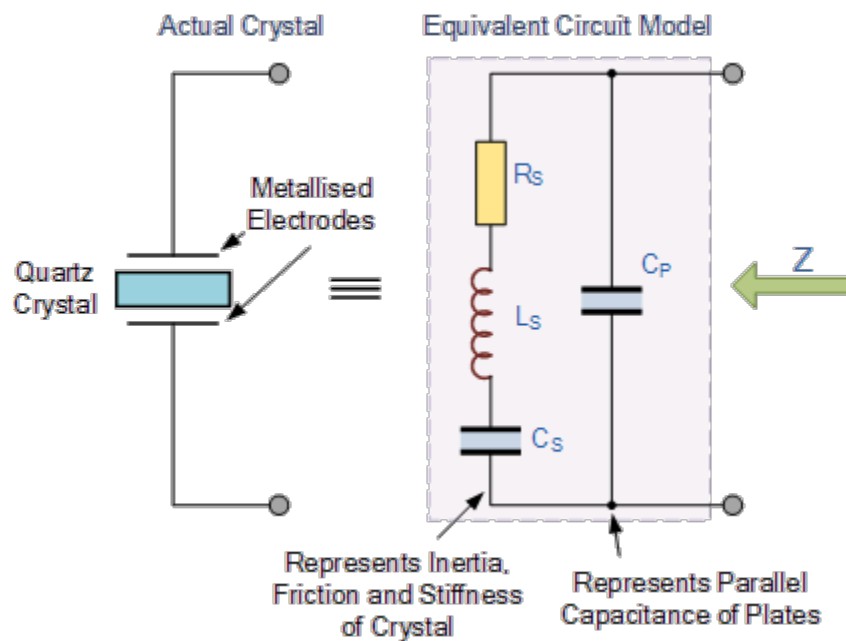 Actual Crystal
Equivalent Circuit Model
Metallised
Electrodes
Quartz
Crystal
RS
LS
CS
CP
Z
Represents Inertia,
Friction and Stiffness
of Crystal
Represents Parallel
Capacitance of Plates